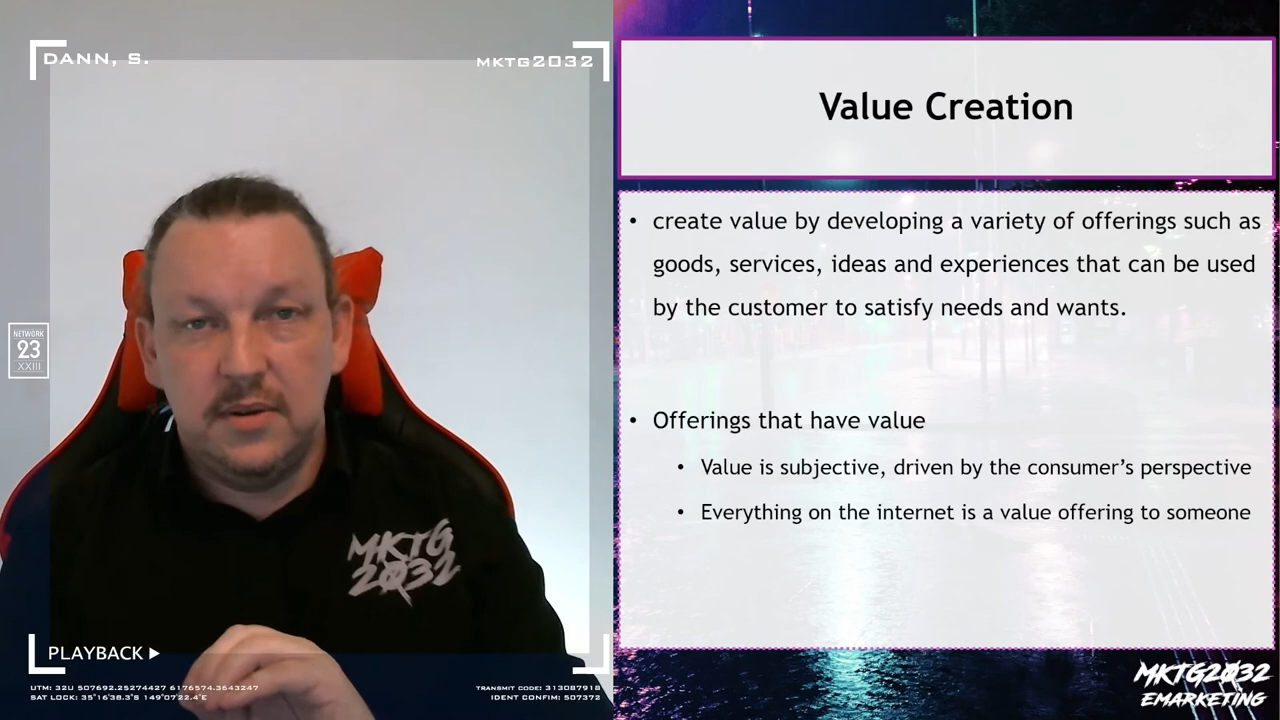 DANN, S.
MKTG2032
NETWORK
23
XXIII
MKTG
2032
PLAYBACK
UTM: 32U 507692.25274427 6176574.3643247
SAT LOCK: 35°16'38.3"S 149°07'22.4"E
TRANSMIT CODE: 313087918
IDENT CONFIM: 507372
Value Creation
• create value by developing a variety of offerings such as
goods, services, ideas and experiences that can be used
by the customer to satisfy needs and wants.
• Offerings that have value
• Value is subjective, driven by the consumer’s perspective
• Everything on the internet is a value offering to someone
MKTG2032
EMARKETING